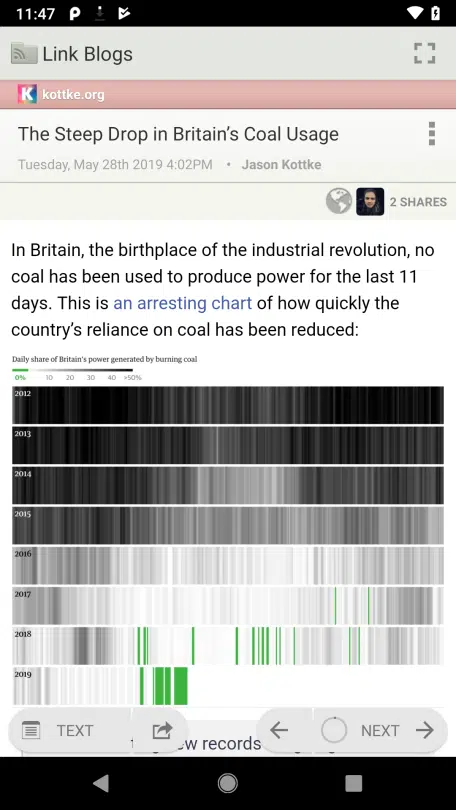 11:47
Link Blogs
kottke.org
The Steep Drop in Britain’s Coal Usage
Tuesday, May 28th 2019 4:02PM • Jason Kottke
2 SHARES
In Britain, the birthplace of the industrial revolution, no
coal has been used to produce power for the last 11
days. This is an arresting chart of how quickly the
country’s reliance on coal has been reduced:
Daily share of Britain's power generated by burning coal
0% 10 20 30 40 >50%
2012
2013
2014
2015
2016
2017
2018
2019
TEXT
NEXT
records